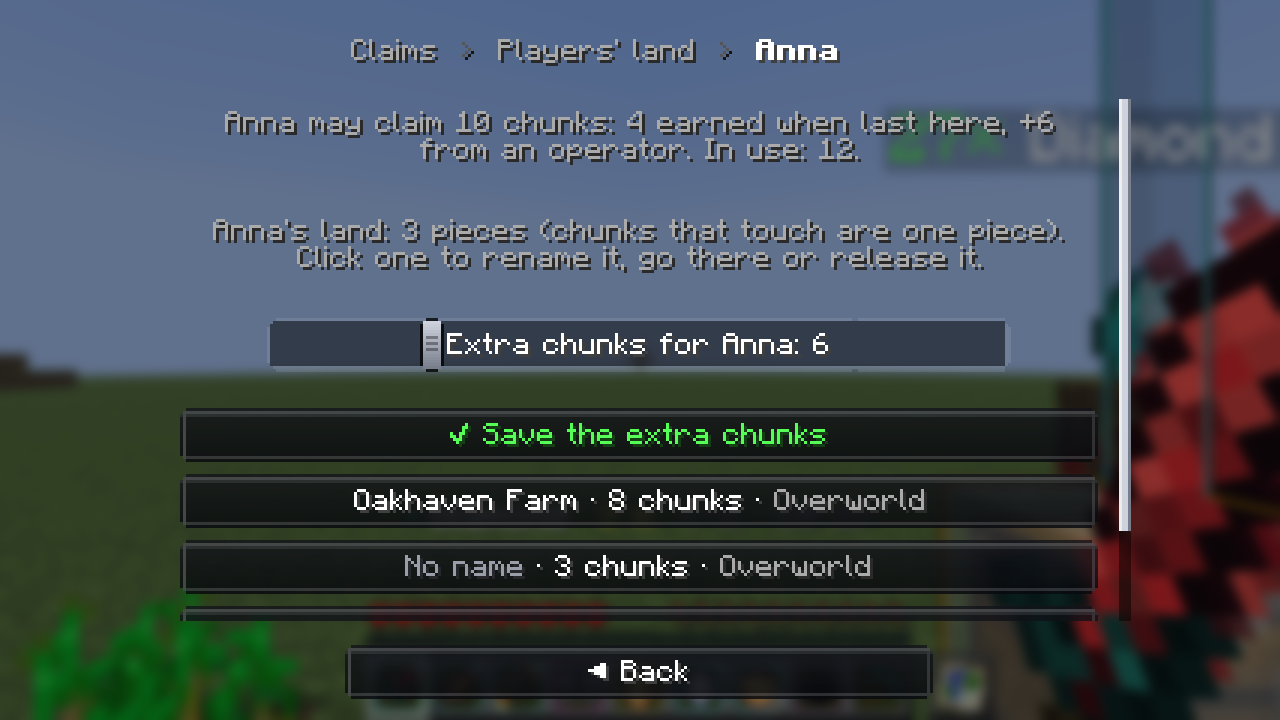 Claims > Players' land > Anna
Anna may claim 10 chunks: 4 earned when last here, +6
from an operator. In use: 12.
Diamond
Anna's land: 3 pieces (chunks that touch are one piece).
Click one to rename it, go there or release it.
Extra chunks for Anna: 6
✔ Save the extra chunks
Oakhaven Farm · 8 chunks · Overworld
No name · 3 chunks · Overworld
◄ Back